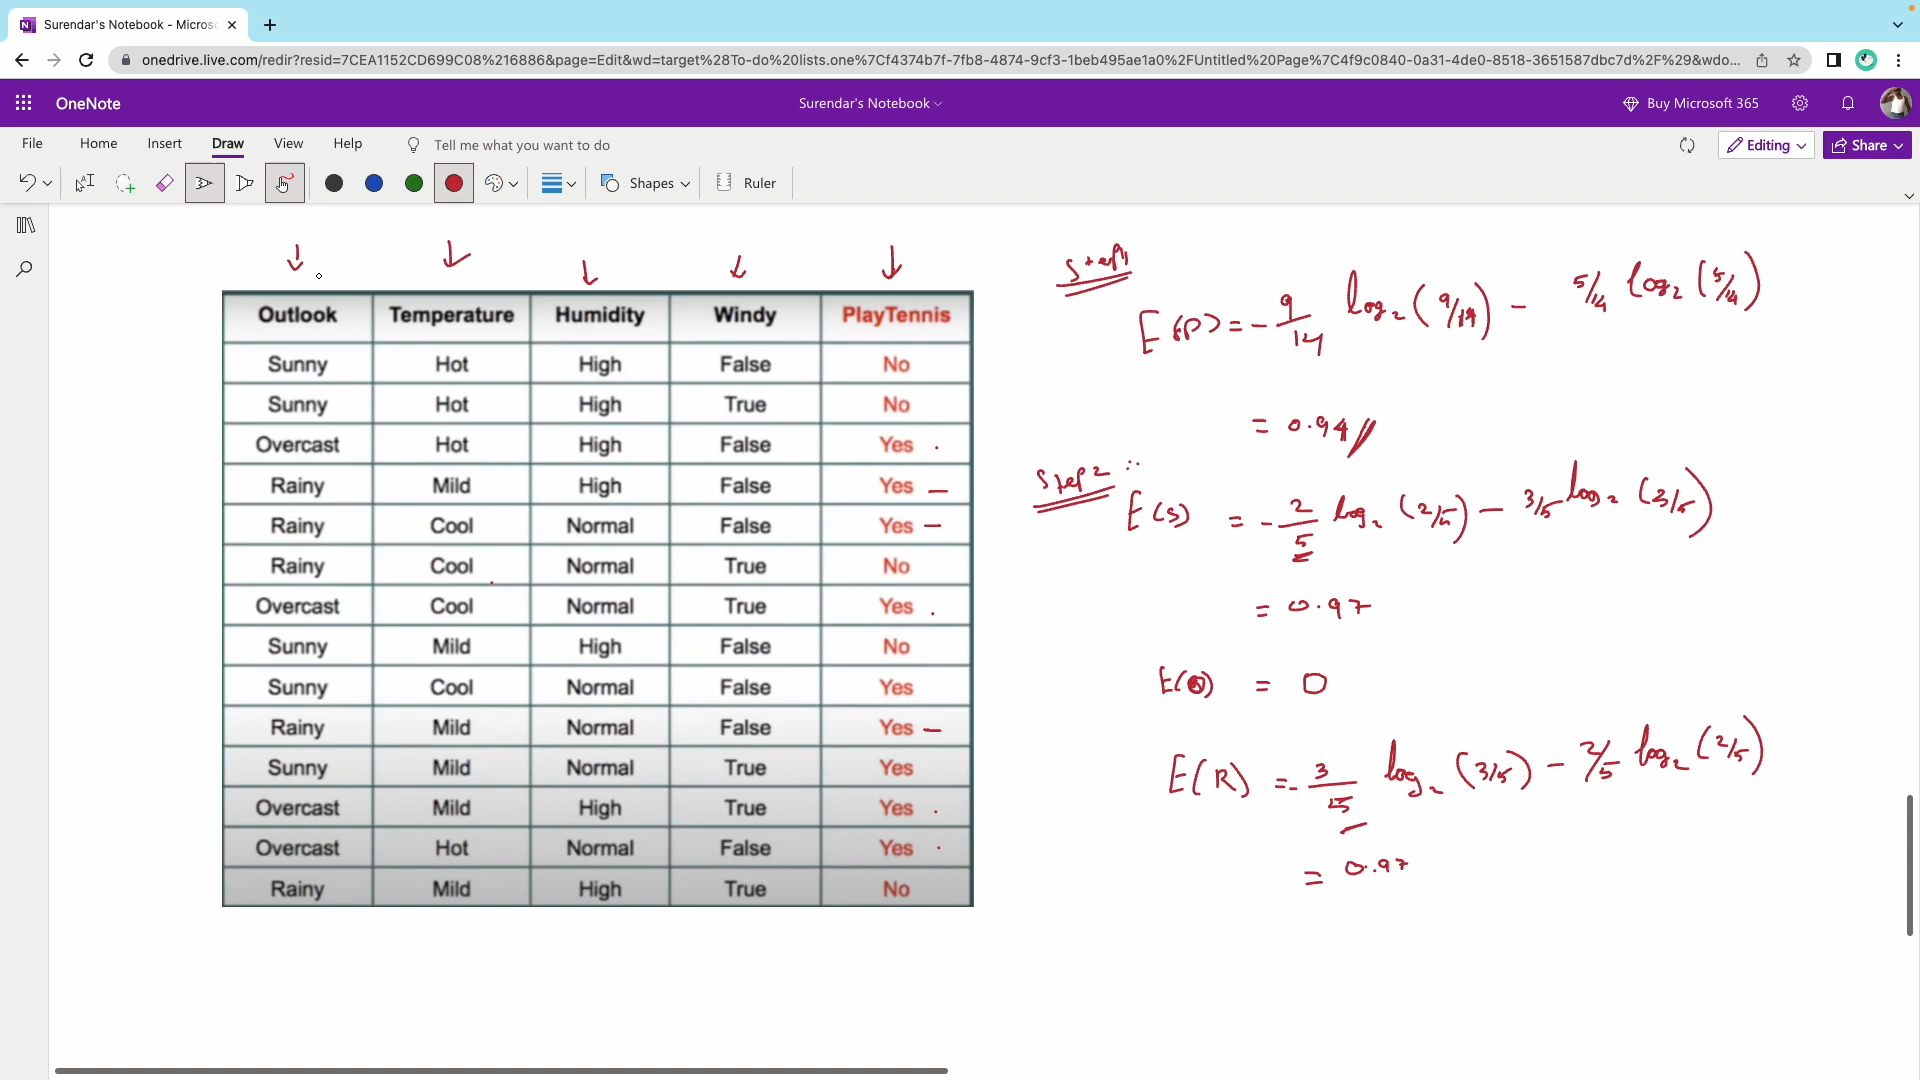 Surendar's Notebook - Micros
onedrive.live.com/redir?resid=7CEA1152CD699C08%216886&page=Edit&wd=target%28To-do%20lists.one%7Cf4374b7f-7fb8-4874-9cf3-1beb495ae1a0%2FUntitled%20Page%7C4f9c0840-0a31-4de0-8518-3651587dbc7d%2F%29&wdo...
OneNote
Surendar's Notebook
Buy Microsoft 365
File Home Insert Draw View Help Tell me what you want to do
Editing Share
Shapes Ruler
Outlook Temperature Humidity Windy PlayTennis
Sunny Hot High False No
Sunny Hot High True No
Overcast Hot High False Yes
Rainy Mild High False Yes
Rainy Cool Normal False Yes
Rainy Cool Normal True No
Overcast Cool Normal True Yes
Sunny Mild High False No
Sunny Cool Normal False Yes
Rainy Mild Normal False Yes
Sunny Mild Normal True Yes
Overcast Mild High True Yes
Overcast Hot Normal False Yes
Rainy Mild High True No
Step1
E(P) = - 9/14 log₂ (9/14) - 5/14 log₂ (5/14)
= 0.94
Step2 :
E(S) = - 2/5 log₂ (2/5) - 3/5 log₂ (3/5)
= 0.97
E(O) = 0
E(R) = - 3/5 log₂ (3/5) - 2/5 log₂ (2/5)
= 0.97